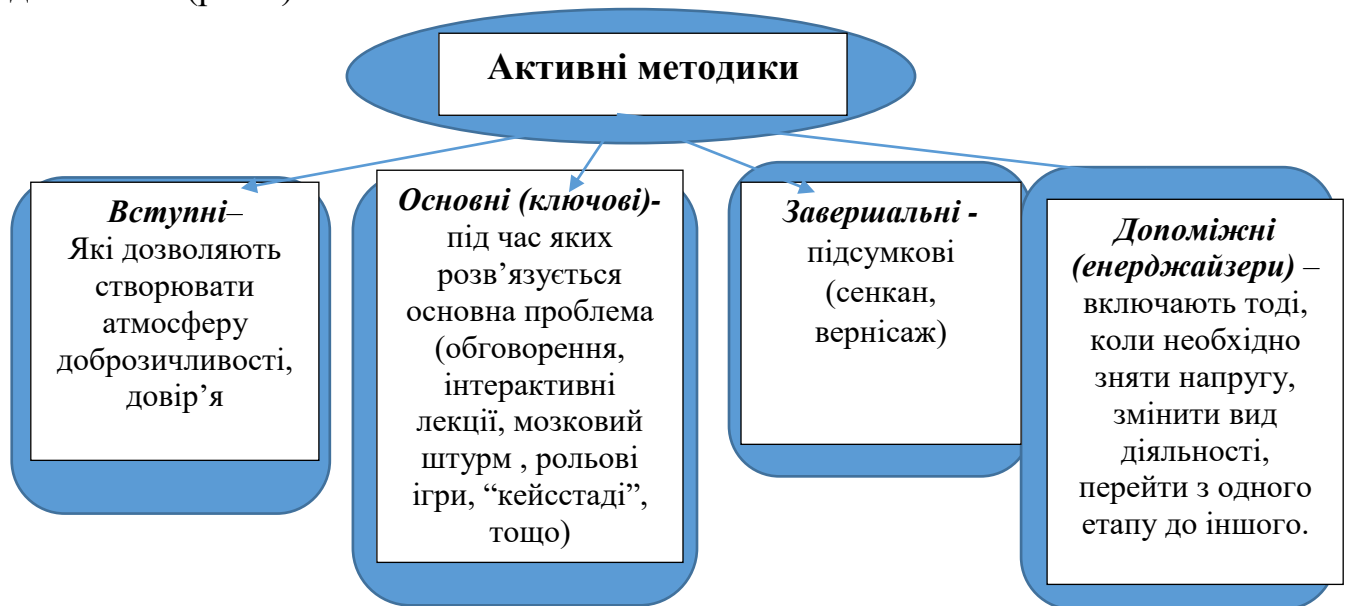 Активні методики
Вступні–
Які дозволяють
створювати
атмосферу
доброзичливості,
довір’я
Основні (ключові)-
під час яких
розв’язується
основна проблема
(обговорення,
інтерактивні
лекції, мозковий
штурм , рольові
ігри, “кейсстаді”,
тощо)
Завершальні -
підсумкові
(сенкан,
вернісаж)
Допоміжні
(енерджайзери) –
включають тоді,
коли необхідно
зняти напругу,
змінити вид
діяльності,
перейти з одного
етапу до іншого.